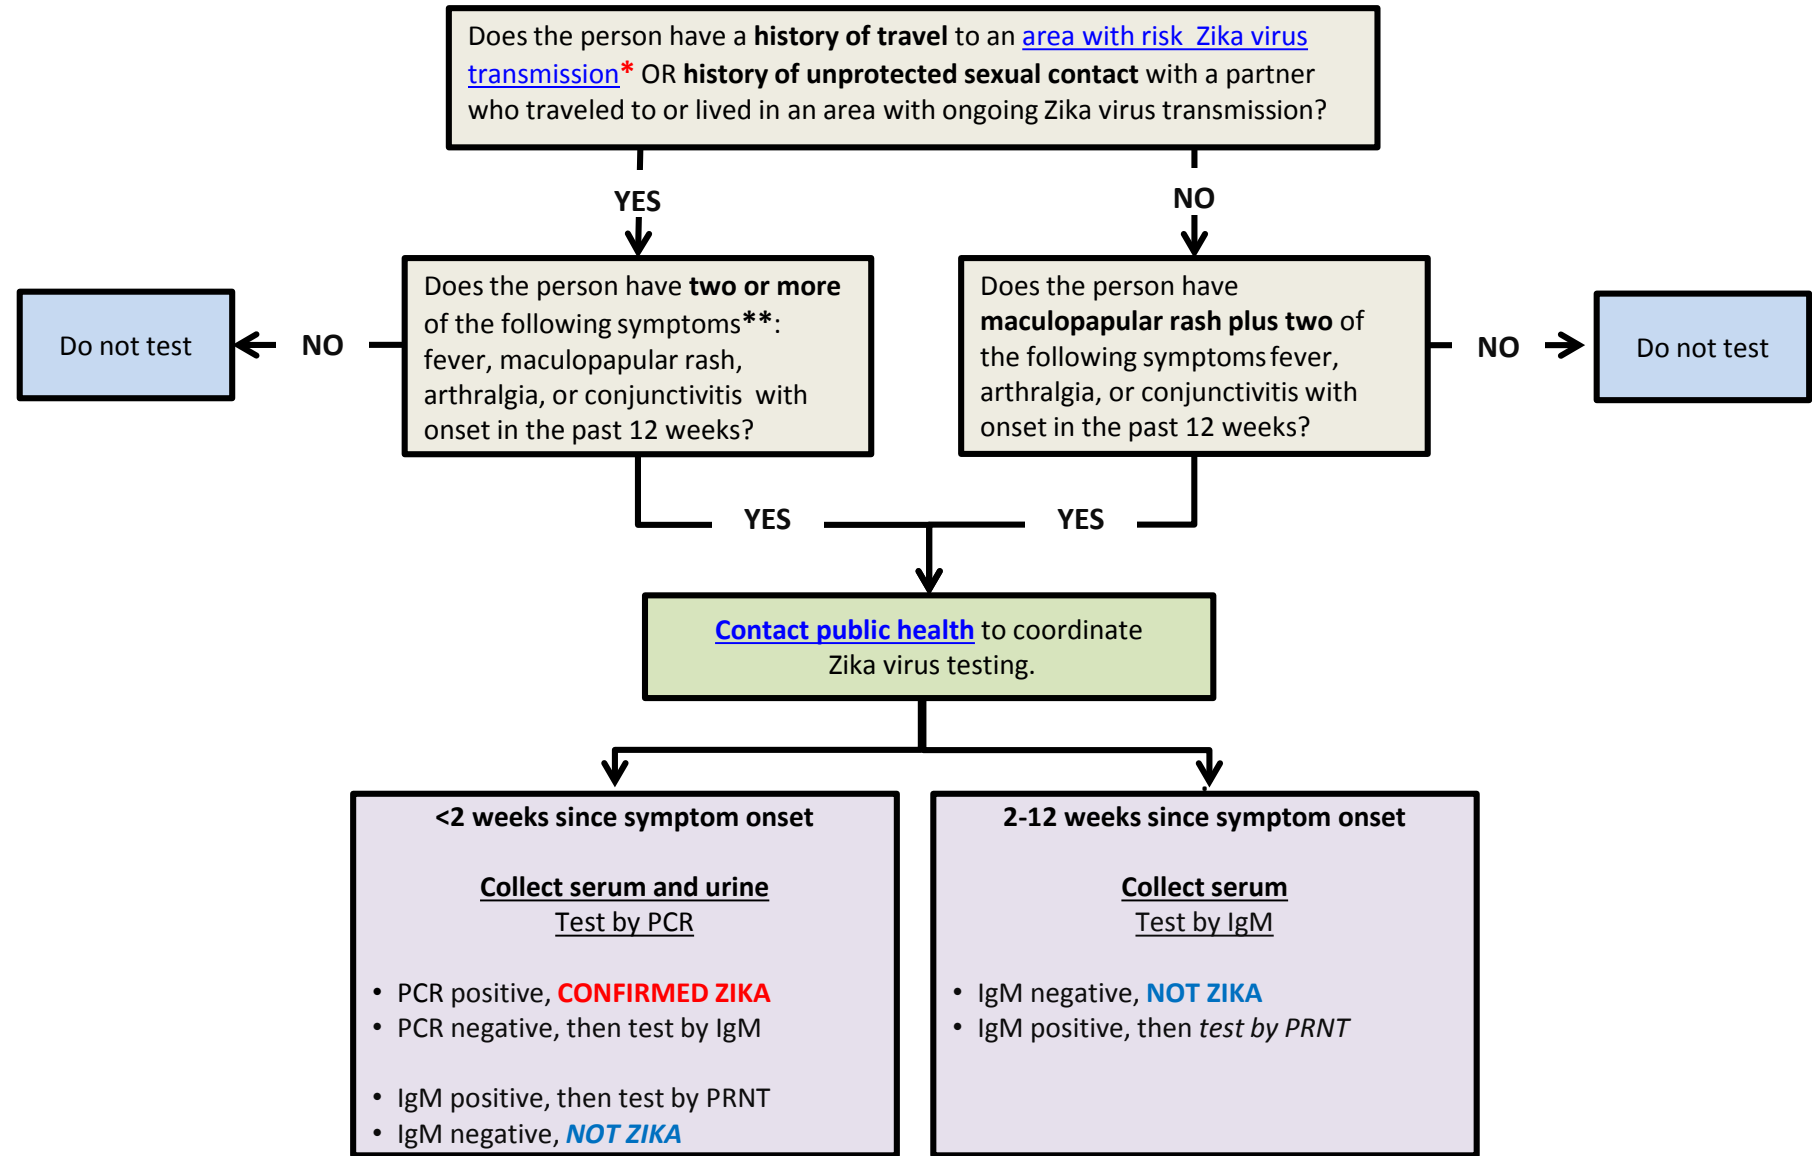 Does the person have a history of travel to an area with risk  Zika virus
transmission* OR history of unprotected sexual contact with a partner
who traveled to or lived in an area with ongoing Zika virus transmission?
YES
NO
Does the person have two or more
of the following symptoms**:
fever, maculopapular rash,
arthralgia, or conjunctivitis  with
onset in the past 12 weeks?
Does the person have
maculopapular rash plus two of
the following symptoms fever,
arthralgia, or conjunctivitis with
onset in the past 12 weeks?
Do not test
NO
NO
Do not test
YES
YES
Contact public health to coordinate
Zika virus testing.
<2 weeks since symptom onset
Collect serum and urine
Test by PCR
• PCR positive, CONFIRMED ZIKA
• PCR negative, then test by IgM
• IgM positive, then test by PRNT
• IgM negative, NOT ZIKA
2-12 weeks since symptom onset
Collect serum
Test by IgM
• IgM negative, NOT ZIKA
• IgM positive, then test by PRNT